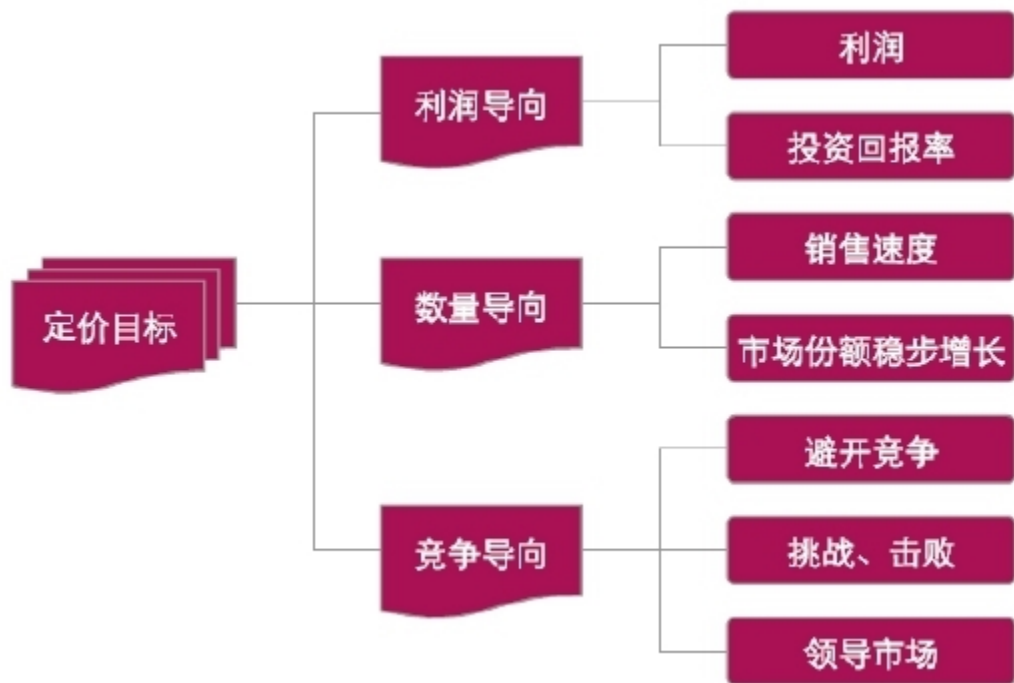 定价目标
利润导向
利润
投资回报率
数量导向
销售速度
市场份额稳步增长
竞争导向
避开竞争
挑战、击败
领导市场